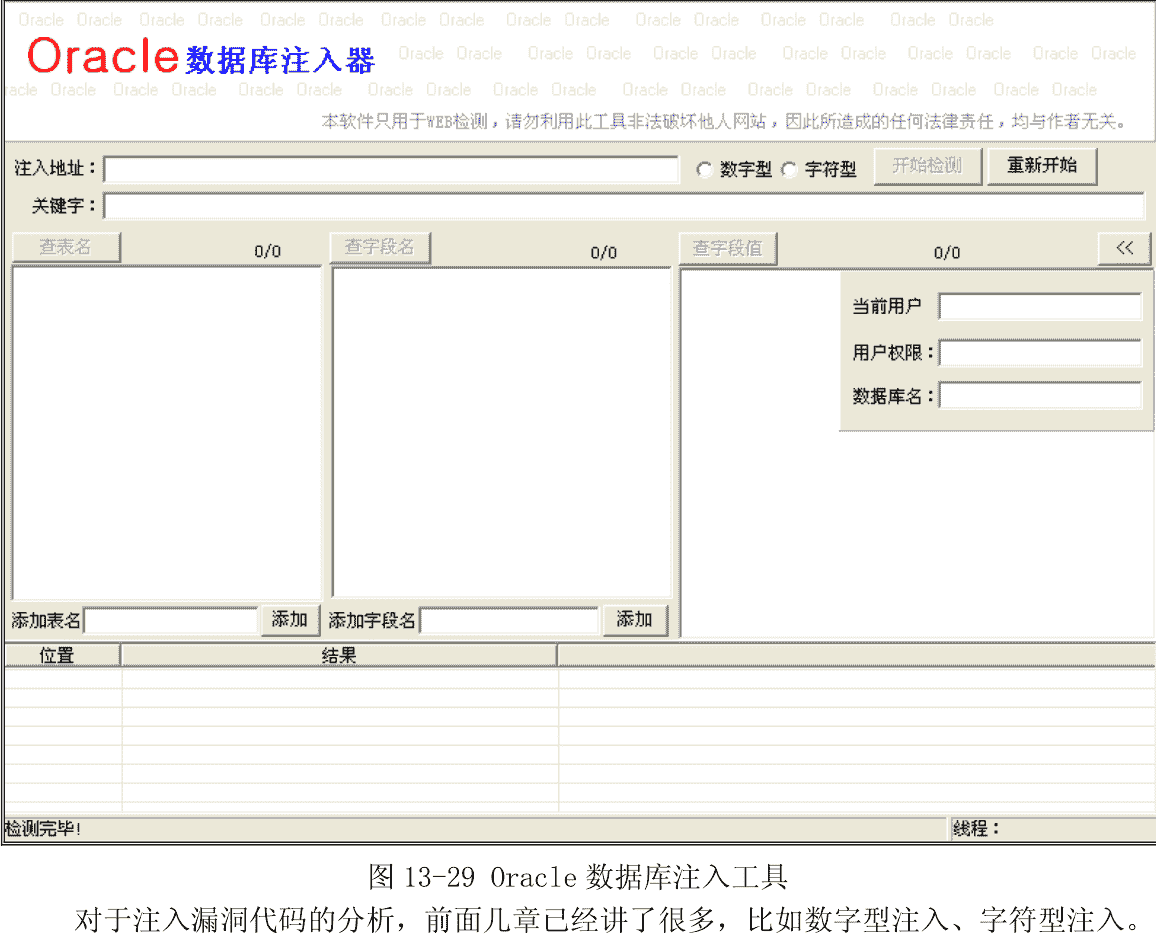 Oracle Oracle Oracle Oracle Oracle Oracle Oracle Oracle Oracle Oracle Oracle Oracle Oracle Oracle Oracle Oracle
Oracle数据库注入器 Oracle Oracle Oracle Oracle Oracle Oracle Oracle Oracle Oracle Oracle Oracle Oracle
racle Oracle Oracle Oracle Oracle Oracle Oracle Oracle Oracle Oracle Oracle Oracle Oracle Oracle Oracle Oracle Oracle Oracle
本软件只用于WEB检测，请勿利用此工具非法破坏他人网站，因此所造成的任何法律责任，均与作者无关。
注入地址： 数字型 字符型 开始检测 重新开始
关键字：
查表名 0/0 查字段名 0/0 查字段值 0/0 <<
当前用户
用户权限：
数据库名：
添加表名 添加 添加字段名 添加
位置 结果
检测完毕! 线程：
图 13-29 Oracle 数据库注入工具
对于注入漏洞代码的分析，前面几章已经讲了很多，比如数字型注入、字符型注入。